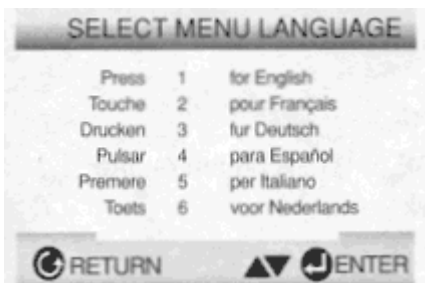 SELECT MENU LANGUAGE
Press 1 for English
Touche 2 pour Français
Drucken 3 fur Deutsch
Pulsar 4 para Español
Premere 5 per Italiano
Toets 6 voor Nederlands
RETURN ▲▼ ENTER